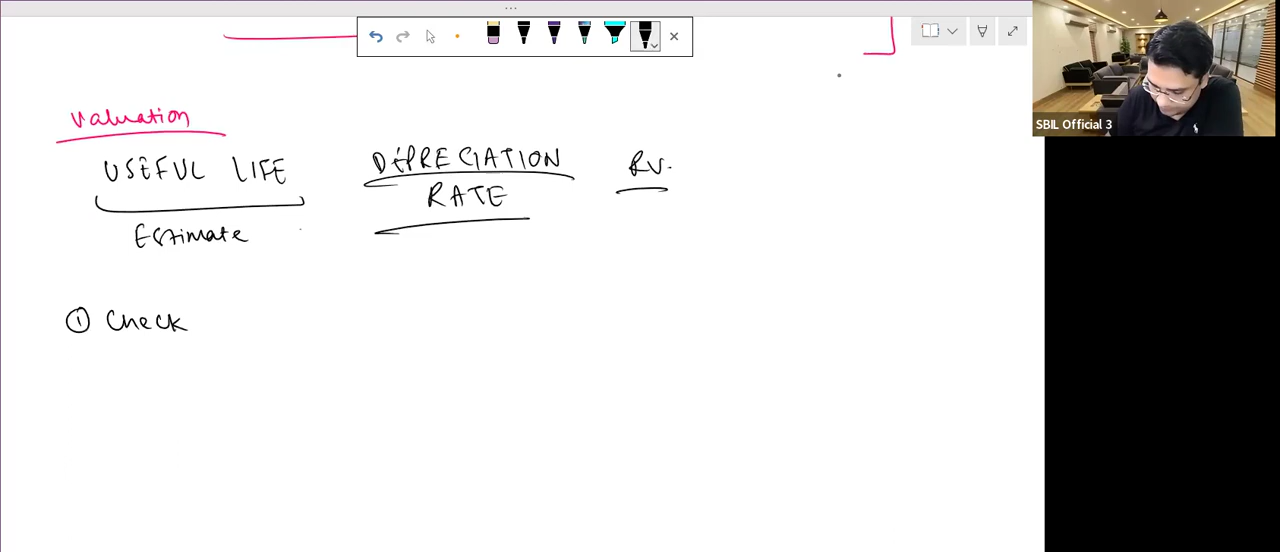 SBIL Official 3
Valuation
USEFUL LIFE DEPRECIATION RATE RV.
Estimate
① Check